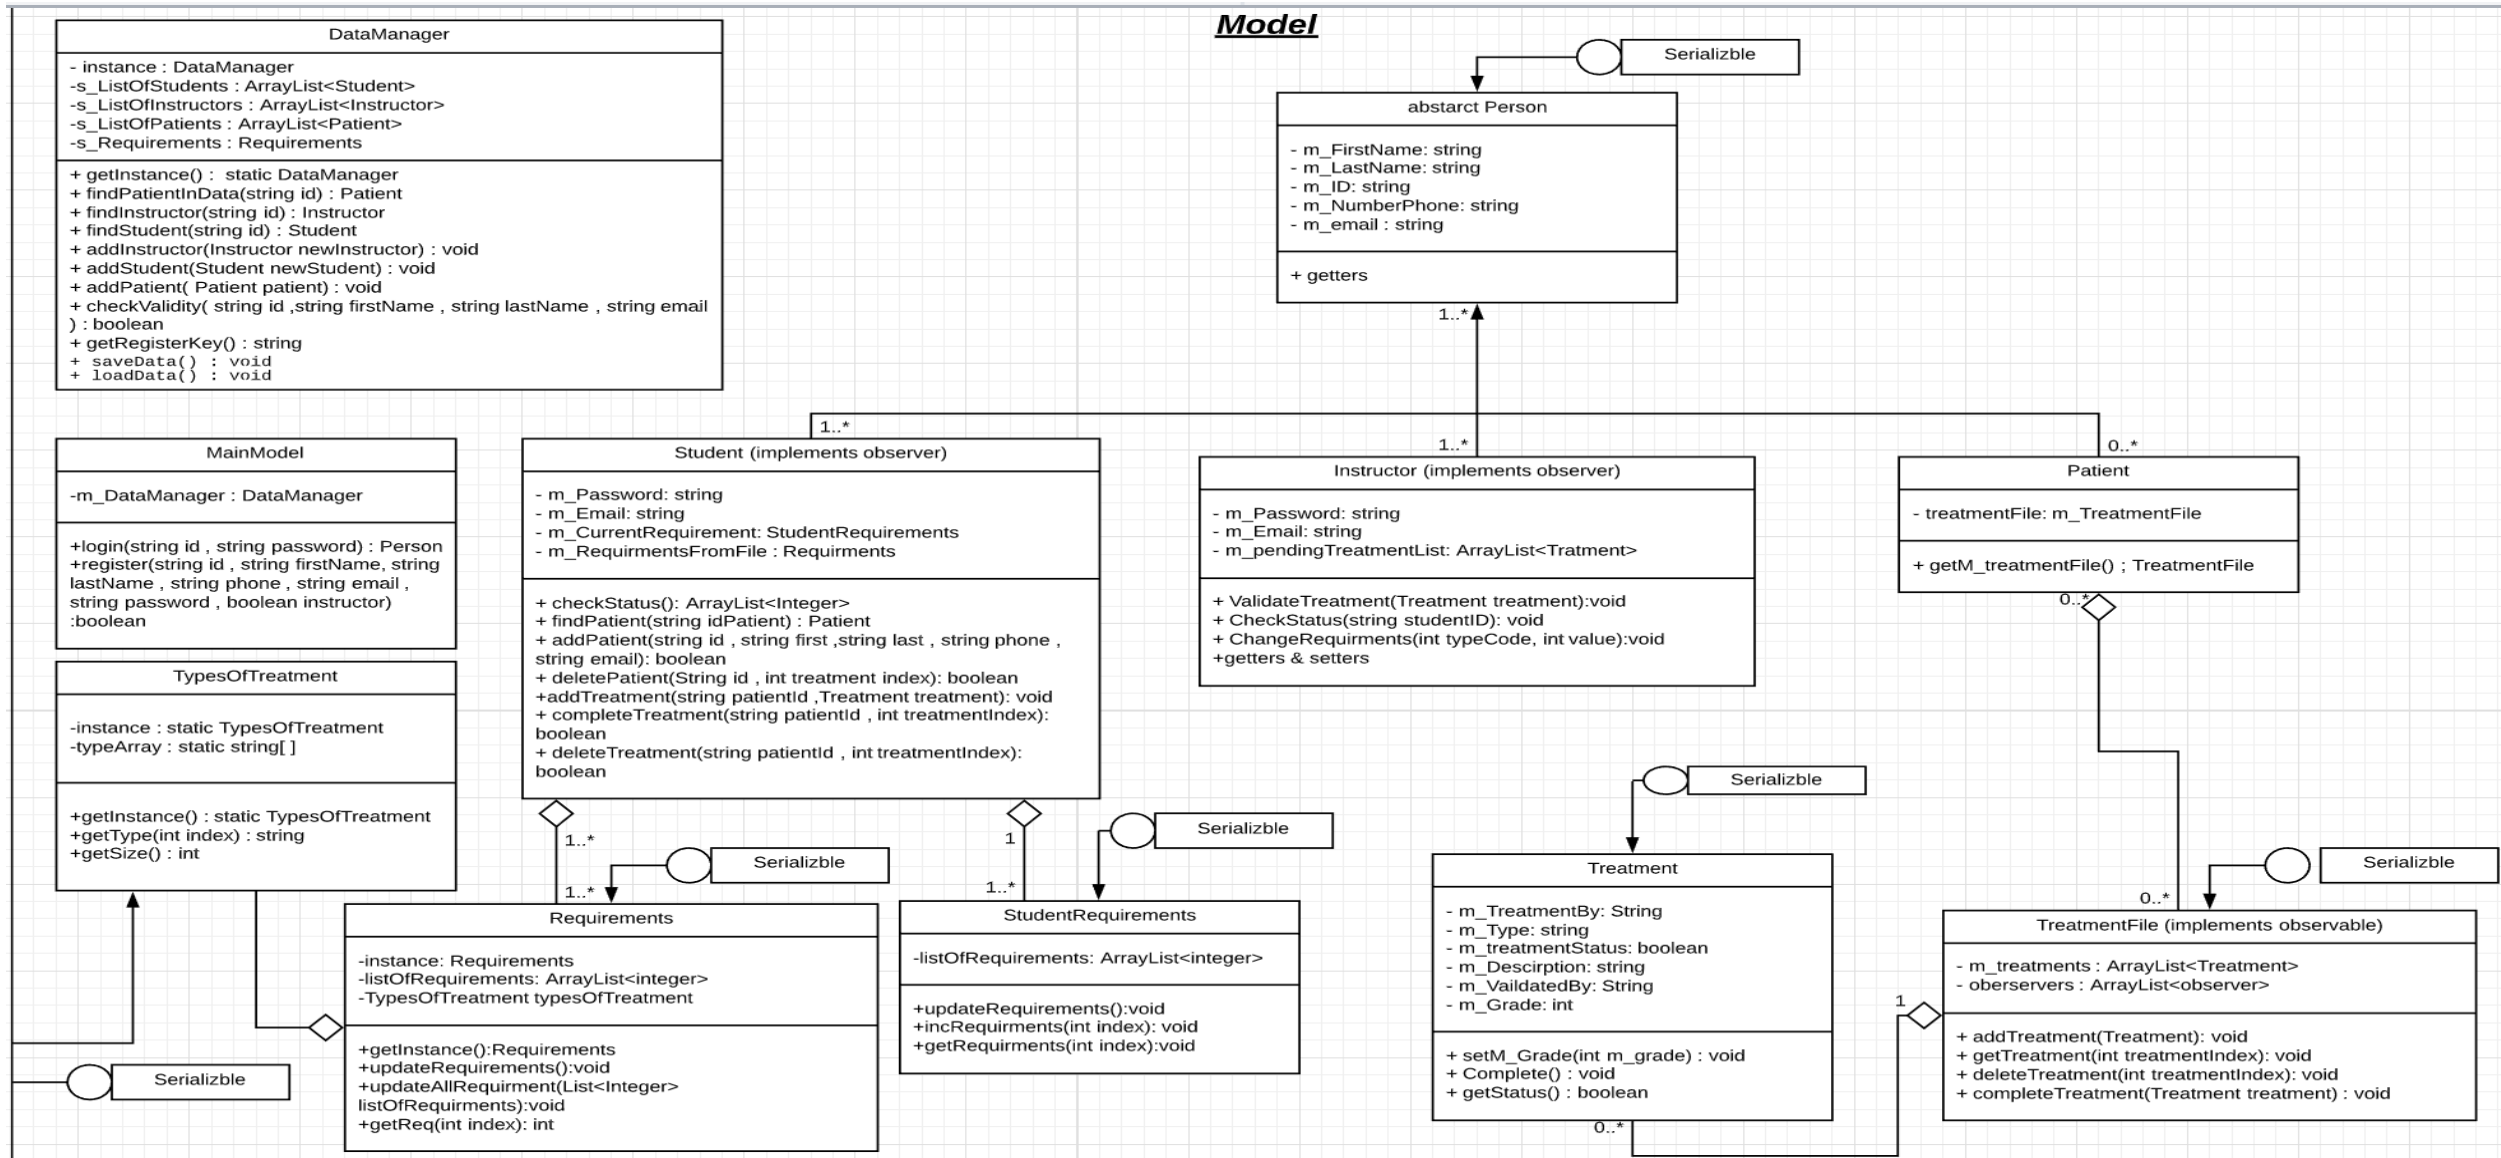 Model
DataManager
- instance : DataManager
-s_ListOfStudents : ArrayList<Student>
-s_ListOfInstructors : ArrayList<Instructor>
-s_ListOfPatients : ArrayList<Patient>
-s_Requirements : Requirements
+ getInstance() :  static DataManager
+ findPatientInData(string id) : Patient
+ findInstructor(string id) : Instructor
+ findStudent(string id) : Student
+ addInstructor(Instructor newInstructor) : void
+ addStudent(Student newStudent) : void
+ addPatient( Patient patient) : void
+ checkValidity( string id ,string firstName , string lastName , string email
) : boolean
+ getRegisterKey() : string
+ saveData() : void
+ loadData() : void
Serializble
abstarct Person
- m_FirstName: string
- m_LastName: string
- m_ID: string
- m_NumberPhone: string
- m_email : string
+ getters
1..*
1..*
1..*
0..*
MainModel
-m_DataManager : DataManager
+login(string id , string password) : Person
+register(string id , string firstName, string
lastName , string phone , string email ,
string password , boolean instructor)
:boolean
Student (implements observer)
- m_Password: string
- m_Email: string
- m_CurrentRequirement: StudentRequirements
- m_RequirmentsFromFile : Requirments
+ checkStatus(): ArrayList<Integer>
+ findPatient(string idPatient) : Patient
+ addPatient(string id , string first ,string last , string phone ,
string email): boolean
+ deletePatient(String id , int treatment index): boolean
+addTreatment(string patientId ,Treatment treatment): void
+ completeTreatment(string patientId , int treatmentIndex):
boolean
+ deleteTreatment(string patientId , int treatmentIndex):
boolean
Instructor (implements observer)
- m_Password: string
- m_Email: string
- m_pendingTreatmentList: ArrayList<Tratment>
+ ValidateTreatment(Treatment treatment):void
+ CheckStatus(string studentID): void
+ ChangeRequirments(int typeCode, int value):void
+getters & setters
Patient
- treatmentFile: m_TreatmentFile
+ getM_treatmentFile() ; TreatmentFile
0..*
TypesOfTreatment
-instance : static TypesOfTreatment
-typeArray : static string[ ]
+getInstance() : static TypesOfTreatment
+getType(int index) : string
+getSize() : int
1..*
1..*
Serializble
1
1..*
Serializble
Serializble
Serializble
0..*
Requirements
-instance: Requirements
-listOfRequirements: ArrayList<integer>
-TypesOfTreatment typesOfTreatment
+getInstance():Requirements
+updateRequirements():void
+updateAllRequirment(List<Integer>
listOfRequirments):void
+getReq(int index): int
StudentRequirements
-listOfRequirements: ArrayList<integer>
+updateRequirements():void
+incRequirments(int index): void
+getRequirments(int index):void
Treatment
- m_TreatmentBy: String
- m_Type: string
- m_treatmentStatus: boolean
- m_Descirption: string
- m_VaildatedBy: String
- m_Grade: int
+ setM_Grade(int m_grade) : void
+ Complete() : void
+ getStatus() : boolean
0..*
1
TreatmentFile (implements observable)
- m_treatments : ArrayList<Treatment>
- oberservers : ArrayList<observer>
+ addTreatment(Treatment): void
+ getTreatment(int treatmentIndex): void
+ deleteTreatment(int treatmentIndex): void
+ completeTreatment(Treatment treatment) : void
Serializble